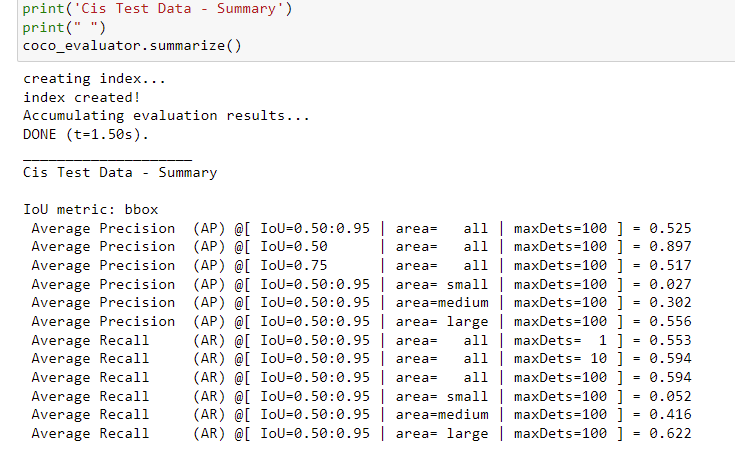 print('Cis Test Data - Summary')
print(" ")
coco_evaluator.summarize()
creating index...
index created!
Accumulating evaluation results...
DONE (t=1.50s).
____________________
Cis Test Data - Summary
IoU metric: bbox
Average Precision  (AP) @[ IoU=0.50:0.95 | area=   all | maxDets=100 ] = 0.525
Average Precision  (AP) @[ IoU=0.50      | area=   all | maxDets=100 ] = 0.897
Average Precision  (AP) @[ IoU=0.75      | area=   all | maxDets=100 ] = 0.517
Average Precision  (AP) @[ IoU=0.50:0.95 | area= small | maxDets=100 ] = 0.027
Average Precision  (AP) @[ IoU=0.50:0.95 | area=medium | maxDets=100 ] = 0.302
Average Precision  (AP) @[ IoU=0.50:0.95 | area= large | maxDets=100 ] = 0.556
Average Recall     (AR) @[ IoU=0.50:0.95 | area=   all | maxDets=  1 ] = 0.553
Average Recall     (AR) @[ IoU=0.50:0.95 | area=   all | maxDets= 10 ] = 0.594
Average Recall     (AR) @[ IoU=0.50:0.95 | area=   all | maxDets=100 ] = 0.594
Average Recall     (AR) @[ IoU=0.50:0.95 | area= small | maxDets=100 ] = 0.052
Average Recall     (AR) @[ IoU=0.50:0.95 | area=medium | maxDets=100 ] = 0.416
Average Recall     (AR) @[ IoU=0.50:0.95 | area= large | maxDets=100 ] = 0.622